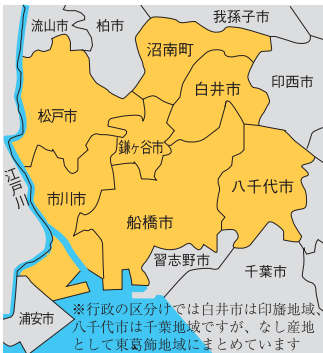 流山市
柏市
我孫子市
沼南町
白井市
印西市
松戸市
鎌ヶ谷市
江戸川
市川市
八千代市
船橋市
習志野市
千葉市
浦安市
※行政の区分けでは白井市は印旛地域、
八千代市は千葉地域ですが、なし産地
として東葛飾地域にまとめています